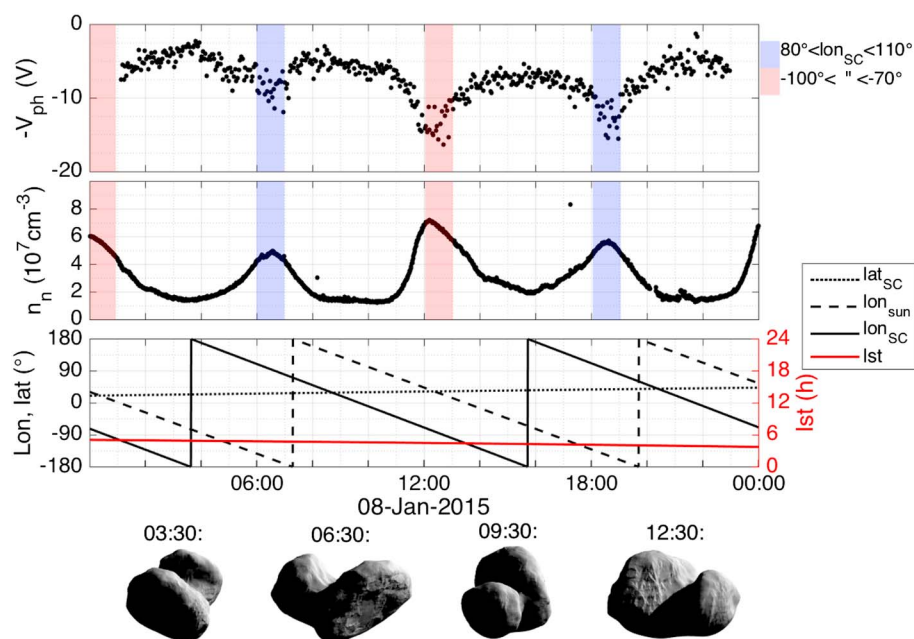 0
-10
-20
-V_ph (V)
80°<lon_SC<110°
-100°< " <-70°
8
6
4
2
0
n_n (10^7cm^-3)
180
90
0
-90
-180
Lon, lat (°)
24
18
12
6
0
lst (h)
lat_SC
lon_sun
lon_SC
lst
06:00 12:00 18:00 00:00
08-Jan-2015
03:30: 06:30: 09:30: 12:30: